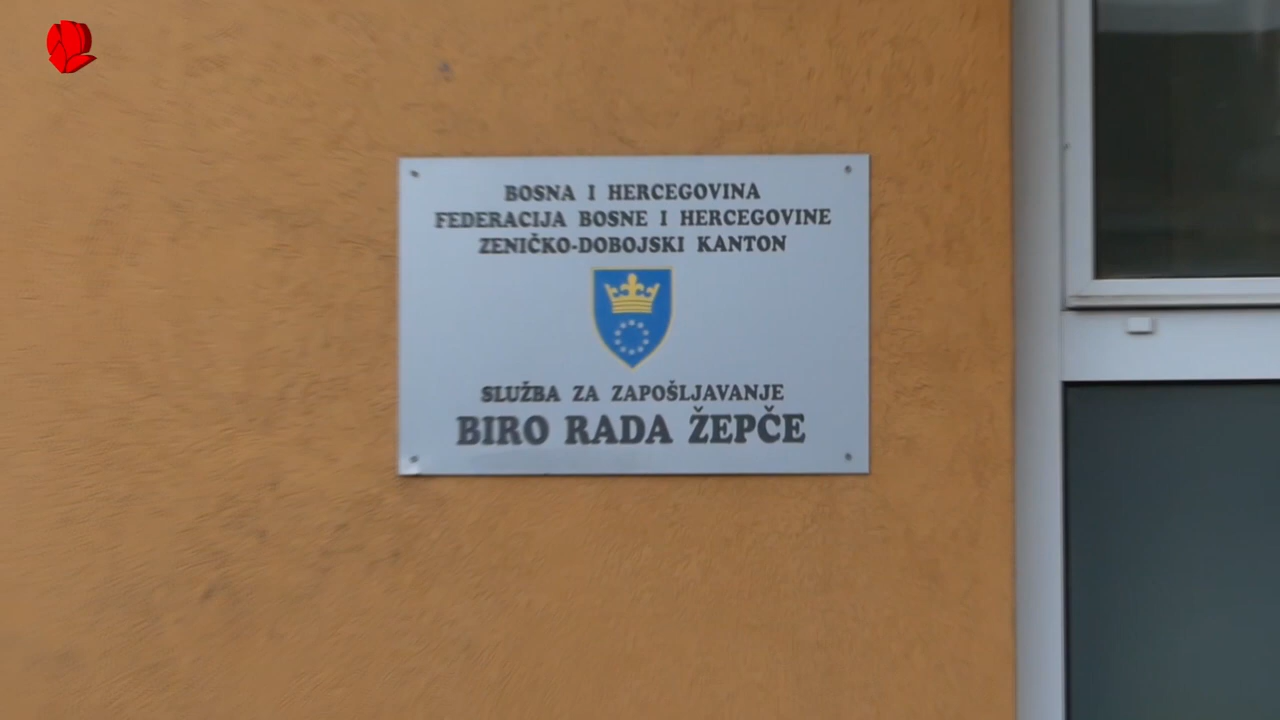 BOSNA I HERCEGOVINA
FEDERACIJA BOSNE I HERCEGOVINE
ZENIČKO-DOBOJSKI KANTON
SLUŽBA ZA ZAPOŠLJAVANJE
BIRO RADA ŽEPČE